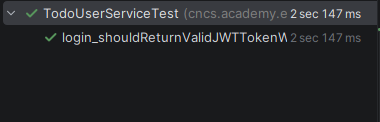 TodoUserServiceTest (cncs.academy.e 2 sec 147 ms
login_shouldReturnValidJWTTokenW 2 sec 147 ms